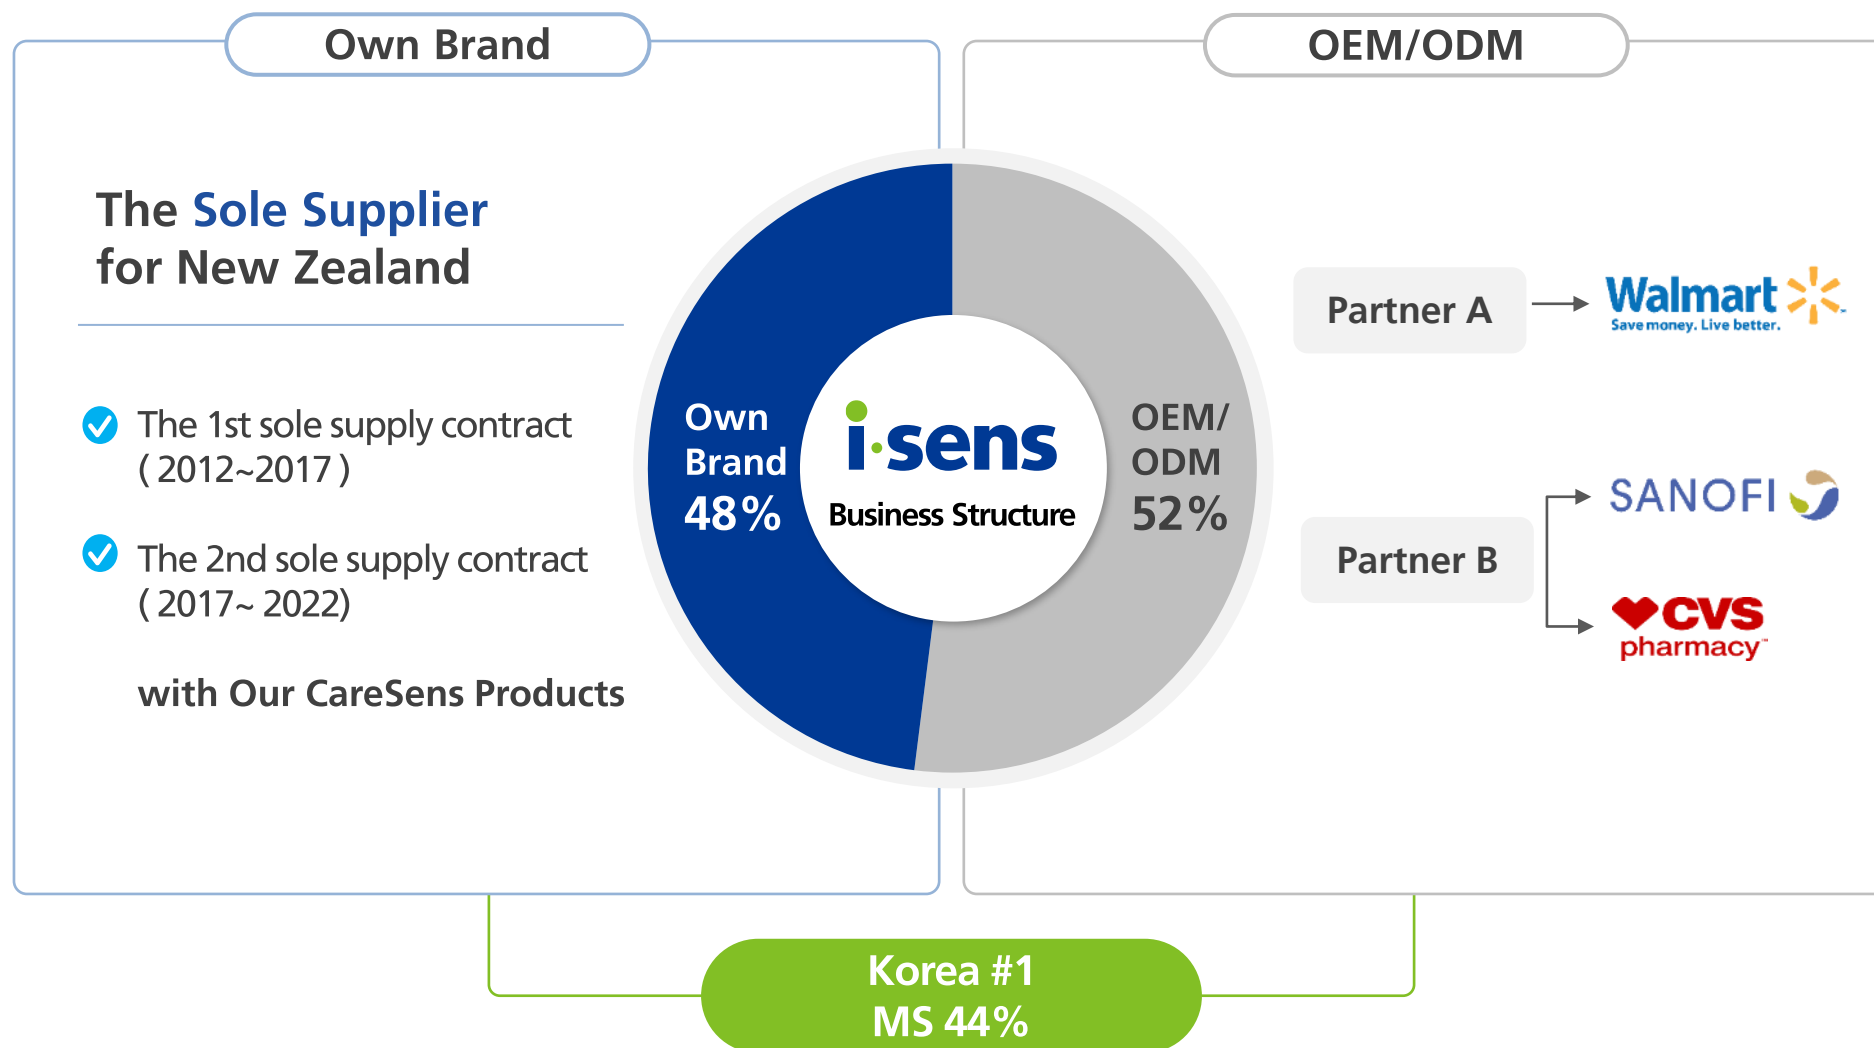 Own Brand
The Sole Supplier
for New Zealand
The 1st sole supply contract
( 2012~2017 )
The 2nd sole supply contract
( 2017~ 2022)
with Our CareSens Products
Own
Brand
48%
i·sens
Business Structure
OEM/
ODM
52%
OEM/ODM
Partner A
Walmart
Save money. Live better.
Partner B
SANOFI
CVS
pharmacy™
Korea #1
MS 44%